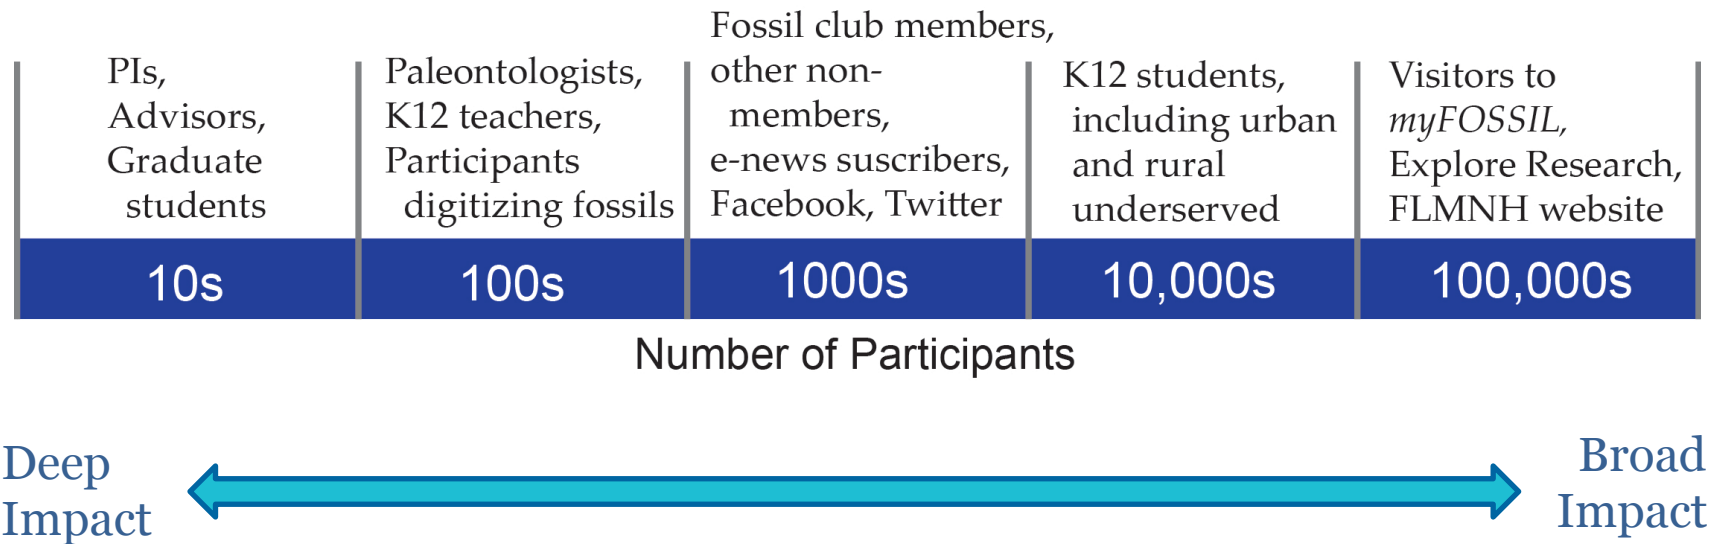 PIs,
Advisors,
Graduate
students
Paleontologists,
K12 teachers,
Participants
digitizing fossils
Fossil club members,
other non-
members,
e-news suscribers,
Facebook, Twitter
K12 students,
including urban
and rural
underserved
Visitors to
myFOSSIL,
Explore Research,
FLMNH website
10s
100s
1000s
10,000s
100,000s
Number of Participants
Deep
Impact
Broad
Impact